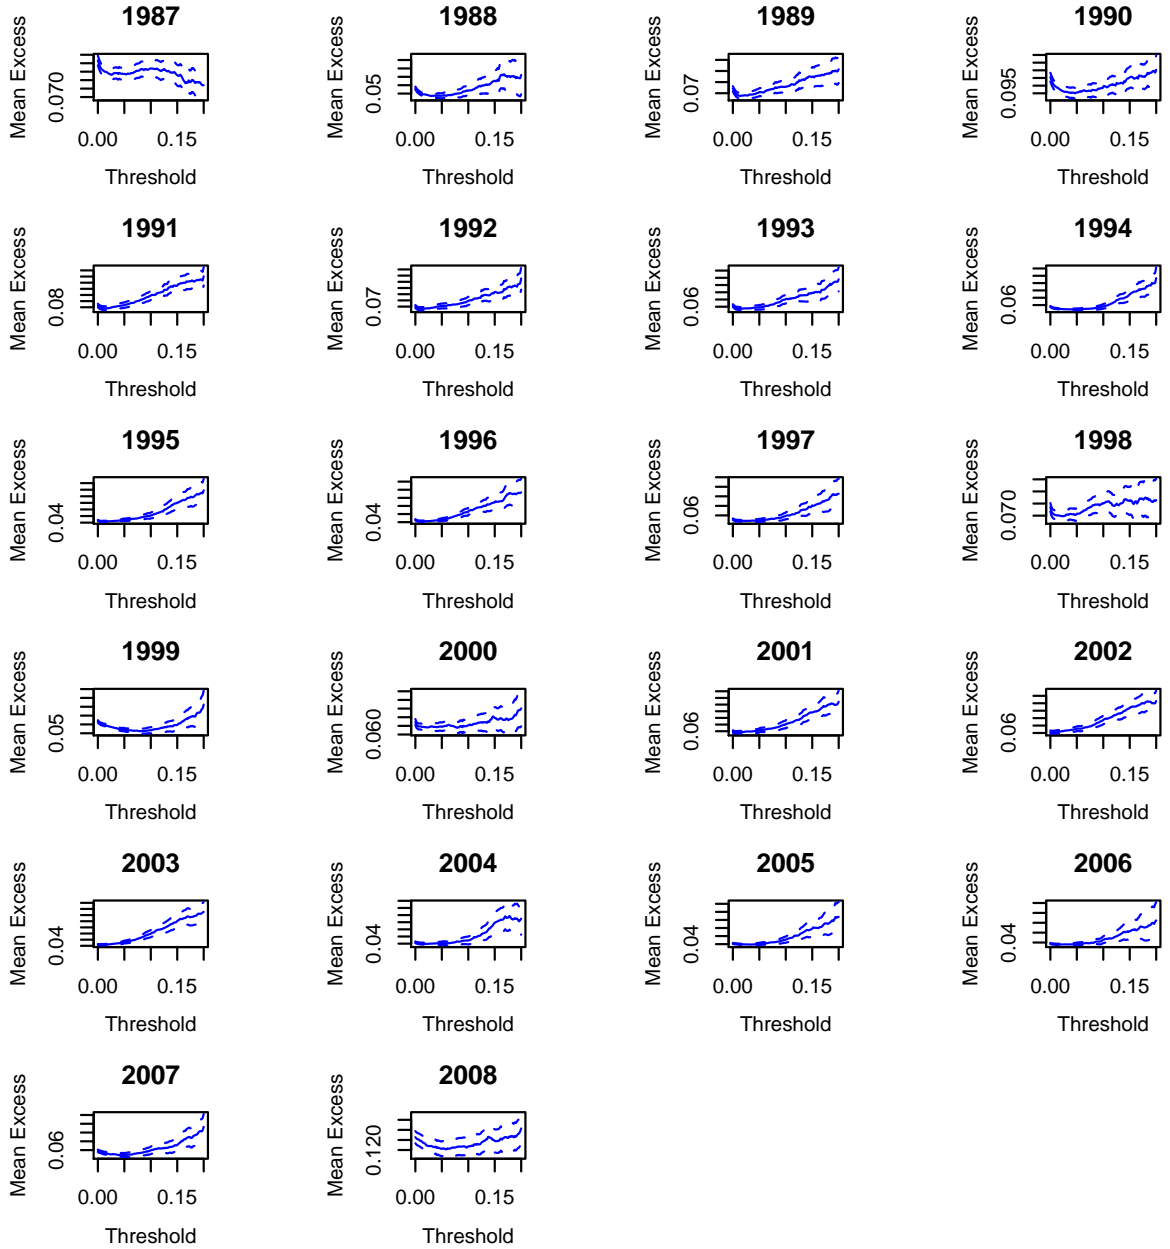 1987
Mean Excess
0.070
0.00 0.15
Threshold
1988
Mean Excess
0.05
0.00 0.15
Threshold
1989
Mean Excess
0.07
0.00 0.15
Threshold
1990
Mean Excess
0.095
0.00 0.15
Threshold
1991
Mean Excess
0.08
0.00 0.15
Threshold
1992
Mean Excess
0.07
0.00 0.15
Threshold
1993
Mean Excess
0.06
0.00 0.15
Threshold
1994
Mean Excess
0.06
0.00 0.15
Threshold
1995
Mean Excess
0.04
0.00 0.15
Threshold
1996
Mean Excess
0.04
0.00 0.15
Threshold
1997
Mean Excess
0.06
0.00 0.15
Threshold
1998
Mean Excess
0.070
0.00 0.15
Threshold
1999
Mean Excess
0.05
0.00 0.15
Threshold
2000
Mean Excess
0.060
0.00 0.15
Threshold
2001
Mean Excess
0.06
0.00 0.15
Threshold
2002
Mean Excess
0.06
0.00 0.15
Threshold
2003
Mean Excess
0.04
0.00 0.15
Threshold
2004
Mean Excess
0.04
0.00 0.15
Threshold
2005
Mean Excess
0.04
0.00 0.15
Threshold
2006
Mean Excess
0.04
0.00 0.15
Threshold
2007
Mean Excess
0.06
0.00 0.15
Threshold
2008
Mean Excess
0.120
0.00 0.15
Threshold